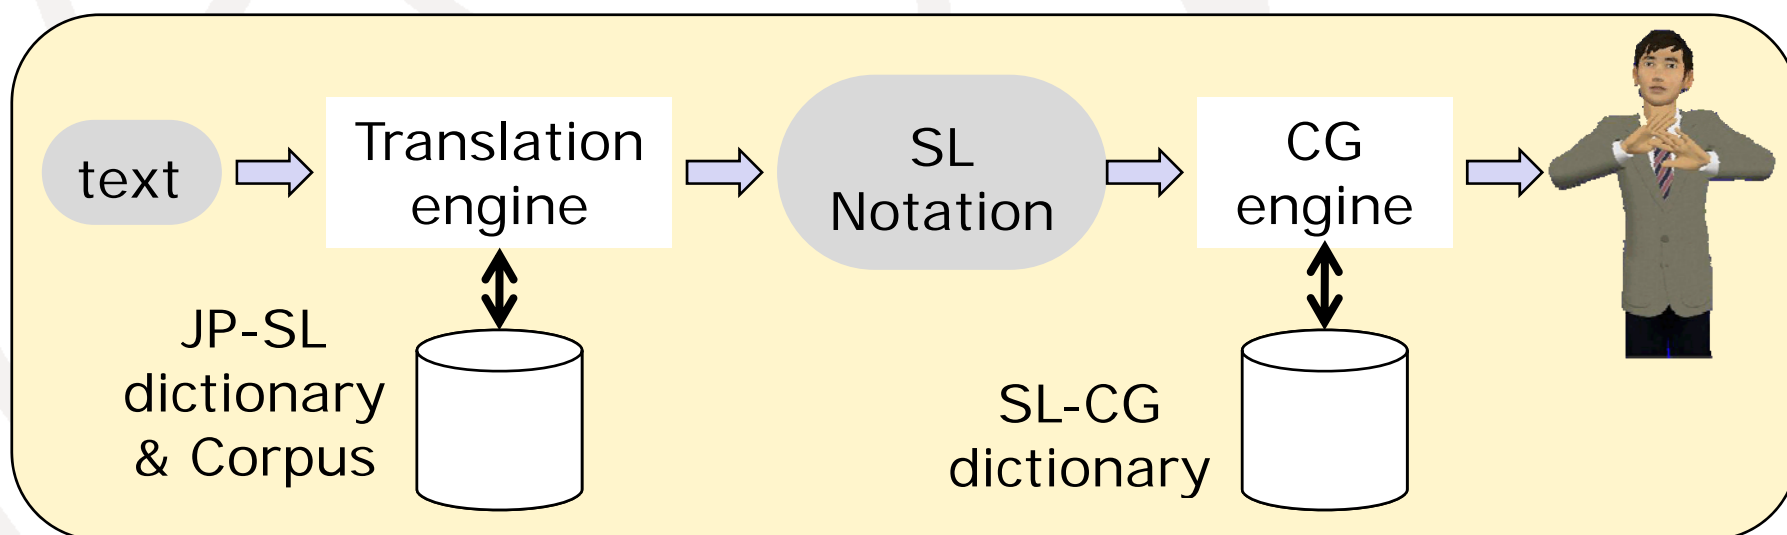 text
Translation
engine
SL
Notation
CG
engine
JP-SL
dictionary
& Corpus
SL-CG
dictionary